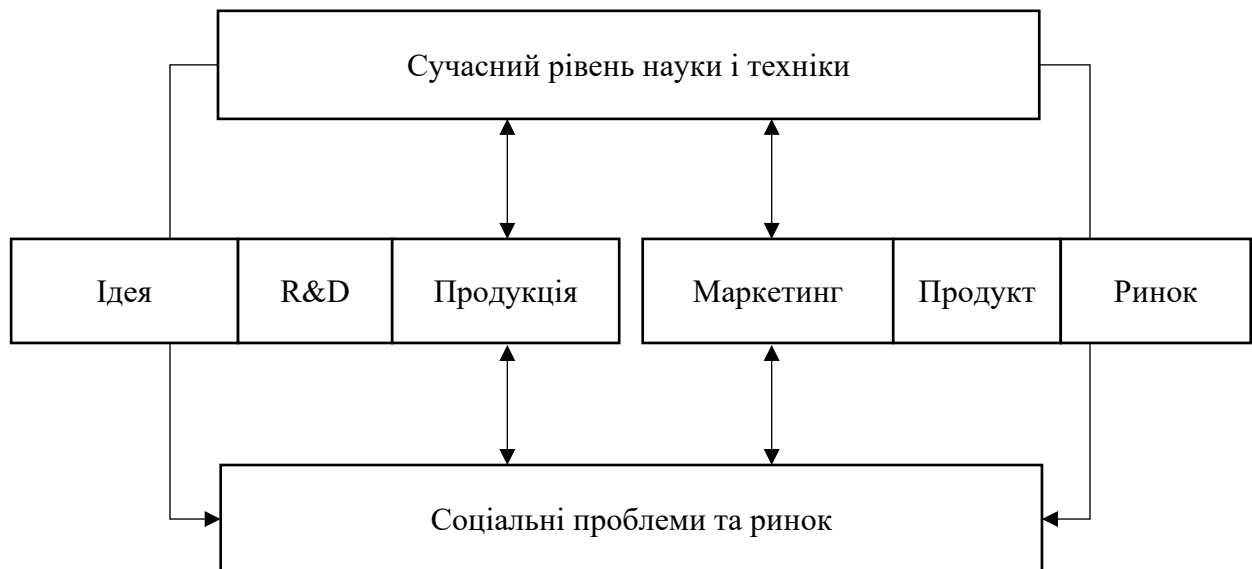 Сучасний рівень науки і техніки
Ідея R&D Продукція Маркетинг Продукт Ринок
Соціальні проблеми та ринок